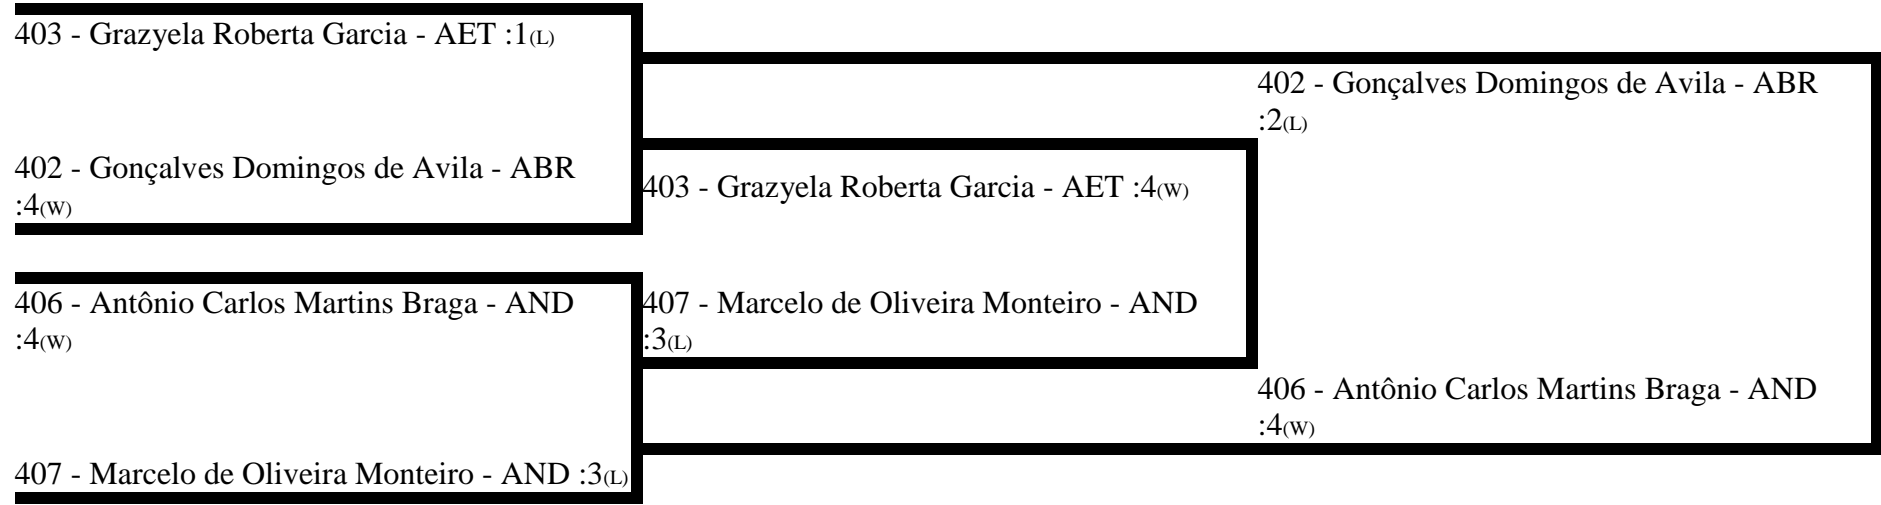 403 - Grazyela Roberta Garcia - AET :1(L)
402 - Gonçalves Domingos de Avila - ABR
:4(W)
406 - Antônio Carlos Martins Braga - AND
:4(W)
407 - Marcelo de Oliveira Monteiro - AND :3(L)
403 - Grazyela Roberta Garcia - AET :4(W)
407 - Marcelo de Oliveira Monteiro - AND
:3(L)
402 - Gonçalves Domingos de Avila - ABR
:2(L)
406 - Antônio Carlos Martins Braga - AND
:4(W)